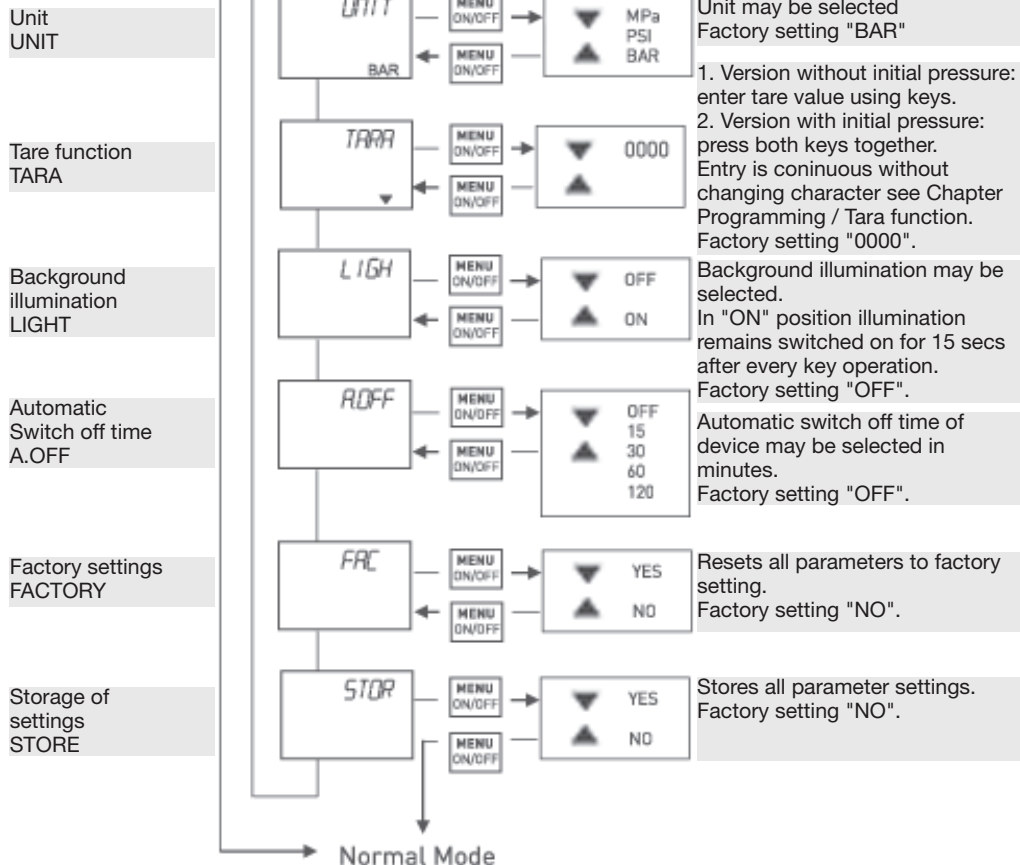 Unit
UNIT
UNIT
BAR
MENU
ON/OFF
MENU
ON/OFF
MPa
PSI
BAR
Unit may be selected
Factory setting "BAR"
Tare function
TARA
TARA
MENU
ON/OFF
MENU
ON/OFF
0000
1. Version without initial pressure:
enter tare value using keys.
2. Version with initial pressure:
press both keys together.
Entry is coninuous without
changing character see Chapter
Programming / Tara function.
Factory setting "0000".
Background
illumination
LIGHT
LIGH
MENU
ON/OFF
MENU
ON/OFF
OFF
ON
Background illumination may be
selected.
In "ON" position illumination
remains switched on for 15 secs
after every key operation.
Factory setting "OFF".
Automatic
Switch off time
A.OFF
A.OFF
MENU
ON/OFF
MENU
ON/OFF
OFF
15
30
60
120
Automatic switch off time of
device may be selected in
minutes.
Factory setting "OFF".
Factory settings
FACTORY
FAC
MENU
ON/OFF
MENU
ON/OFF
YES
NO
Resets all parameters to factory
setting.
Factory setting "NO".
Storage of
settings
STORE
STOR
MENU
ON/OFF
MENU
ON/OFF
YES
NO
Stores all parameter settings.
Factory setting "NO".
Normal Mode